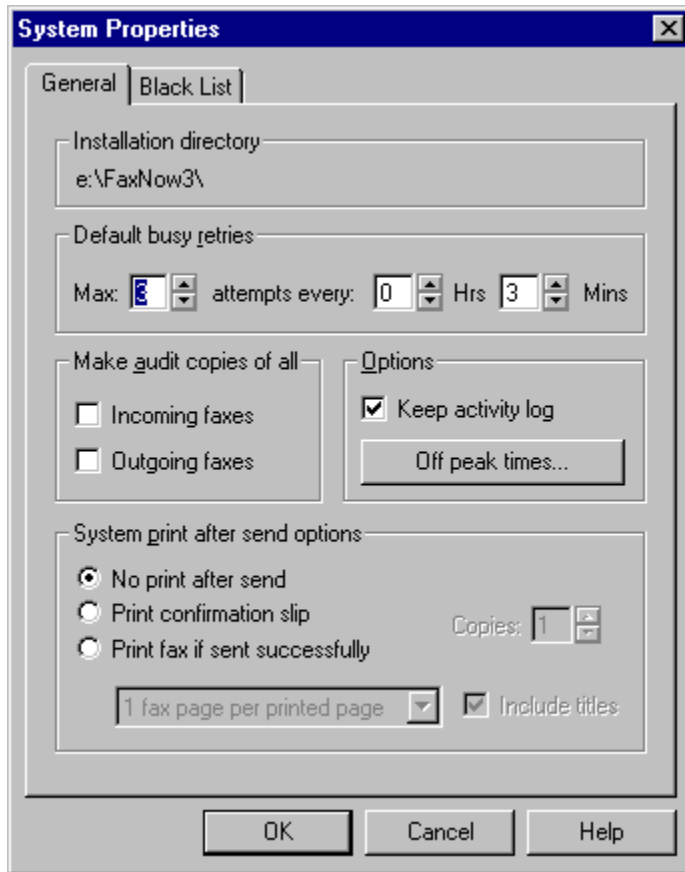 System Properties
General Black List
Installation directory
e:\FaxNow3\
Default busy retries
Max: 3 attempts every: 0 Hrs 3 Mins
Make audit copies of all Options
Incoming faxes Keep activity log
Outgoing faxes Off peak times...
System print after send options
No print after send
Print confirmation slip Copies: 1
Print fax if sent successfully
1 fax page per printed page Include titles
OK Cancel Help